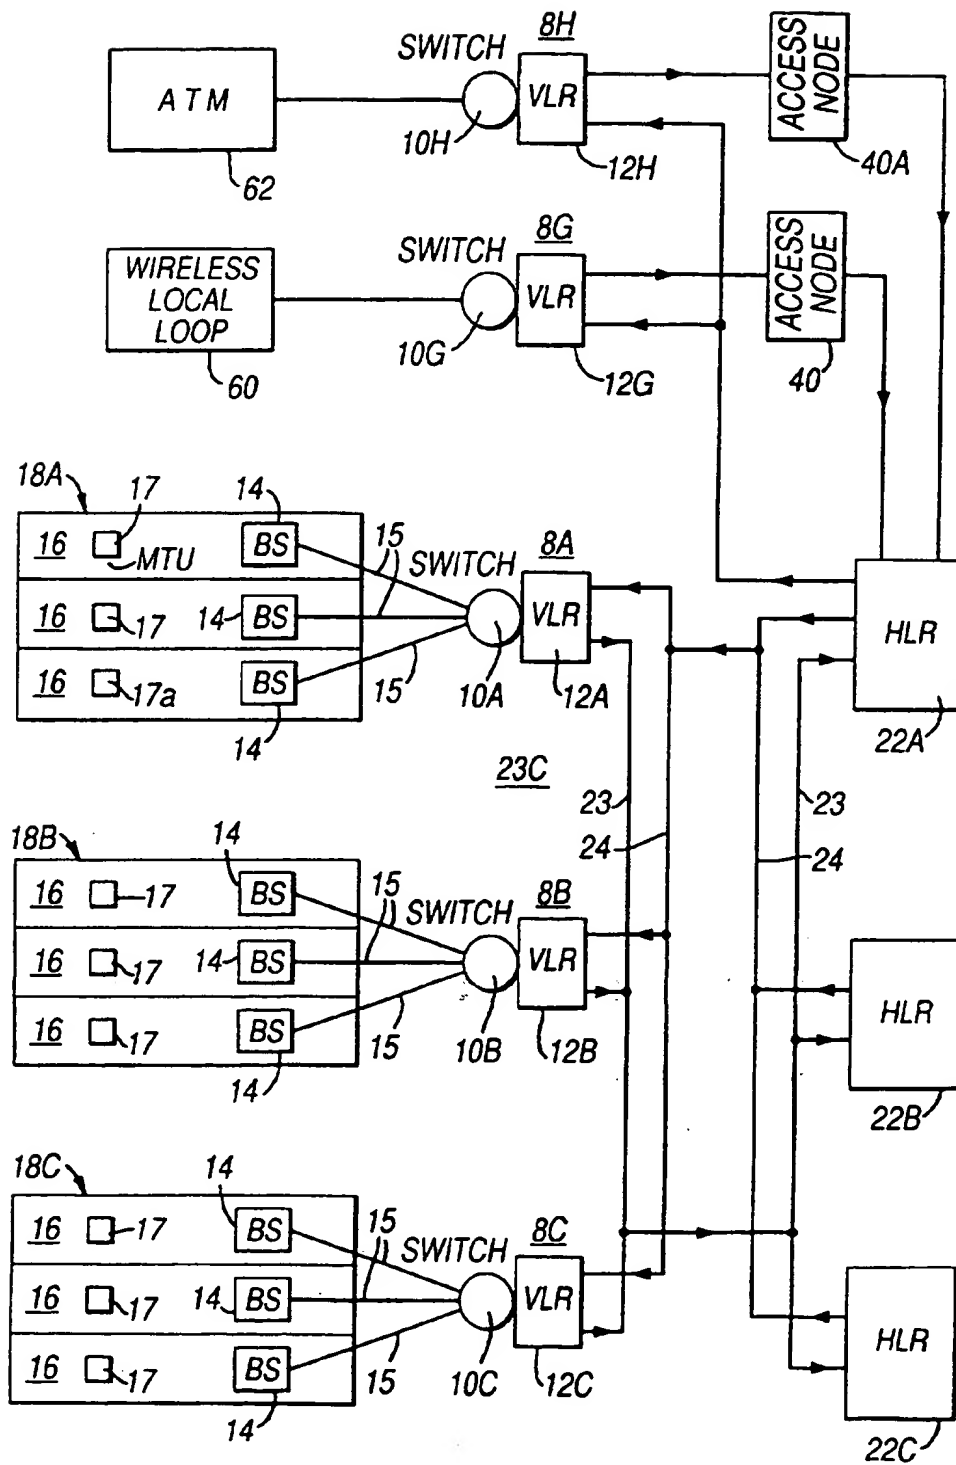 8H
SWITCH
ATM
VLR
ACCESS
NODE
10H
12H
40A
62
8G
SWITCH
WIRELESS
LOCAL
LOOP
VLR
ACCESS
NODE
10G
12G
40
60
18A
17
14
16
BS
15
8A
MTU
SWITCH
16
17
14
BS
VLR
HLR
16
17a
BS
15
10A
12A
14
22A
23C
23
23
24
24
18B
14
16
17
BS
15
8B
SWITCH
16
17
14
BS
VLR
HLR
16
17
BS
15
10B
12B
14
22B
18C
14
16
17
BS
15
8C
SWITCH
16
17
14
BS
VLR
HLR
16
17
BS
15
10C
12C
14
22C